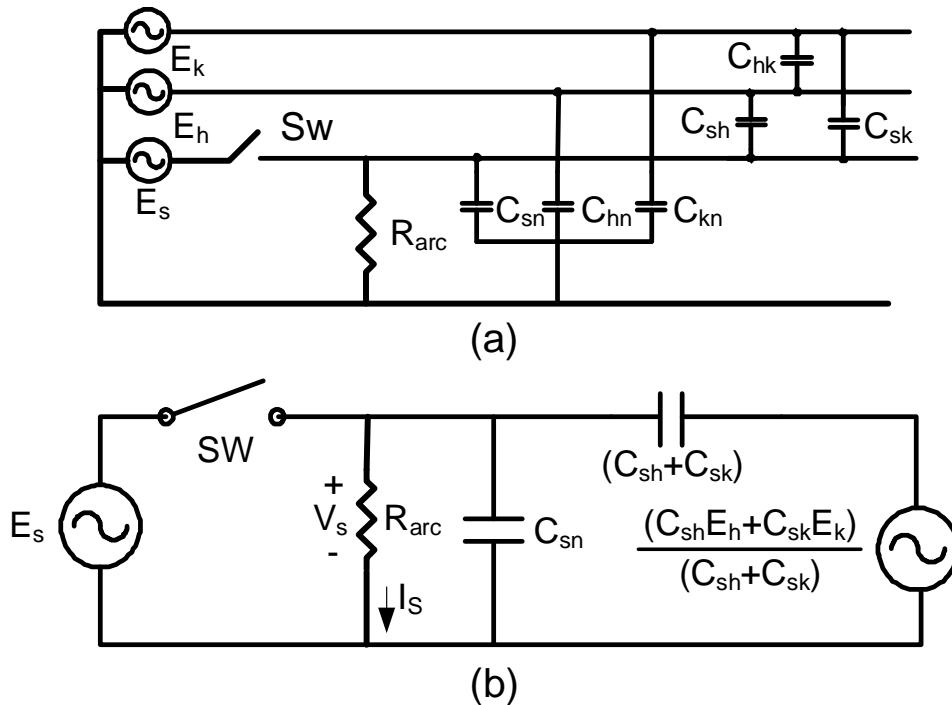 E_k
C_hk
E_h
Sw
C_sh
C_sk
E_s
R_arc
C_sn
C_hn
C_kn
(a)
SW
(C_sh+C_sk)
E_s
+
V_s
-
R_arc
C_sn
(C_shE_h+C_skE_k)
(C_sh+C_sk)
I_S
(b)